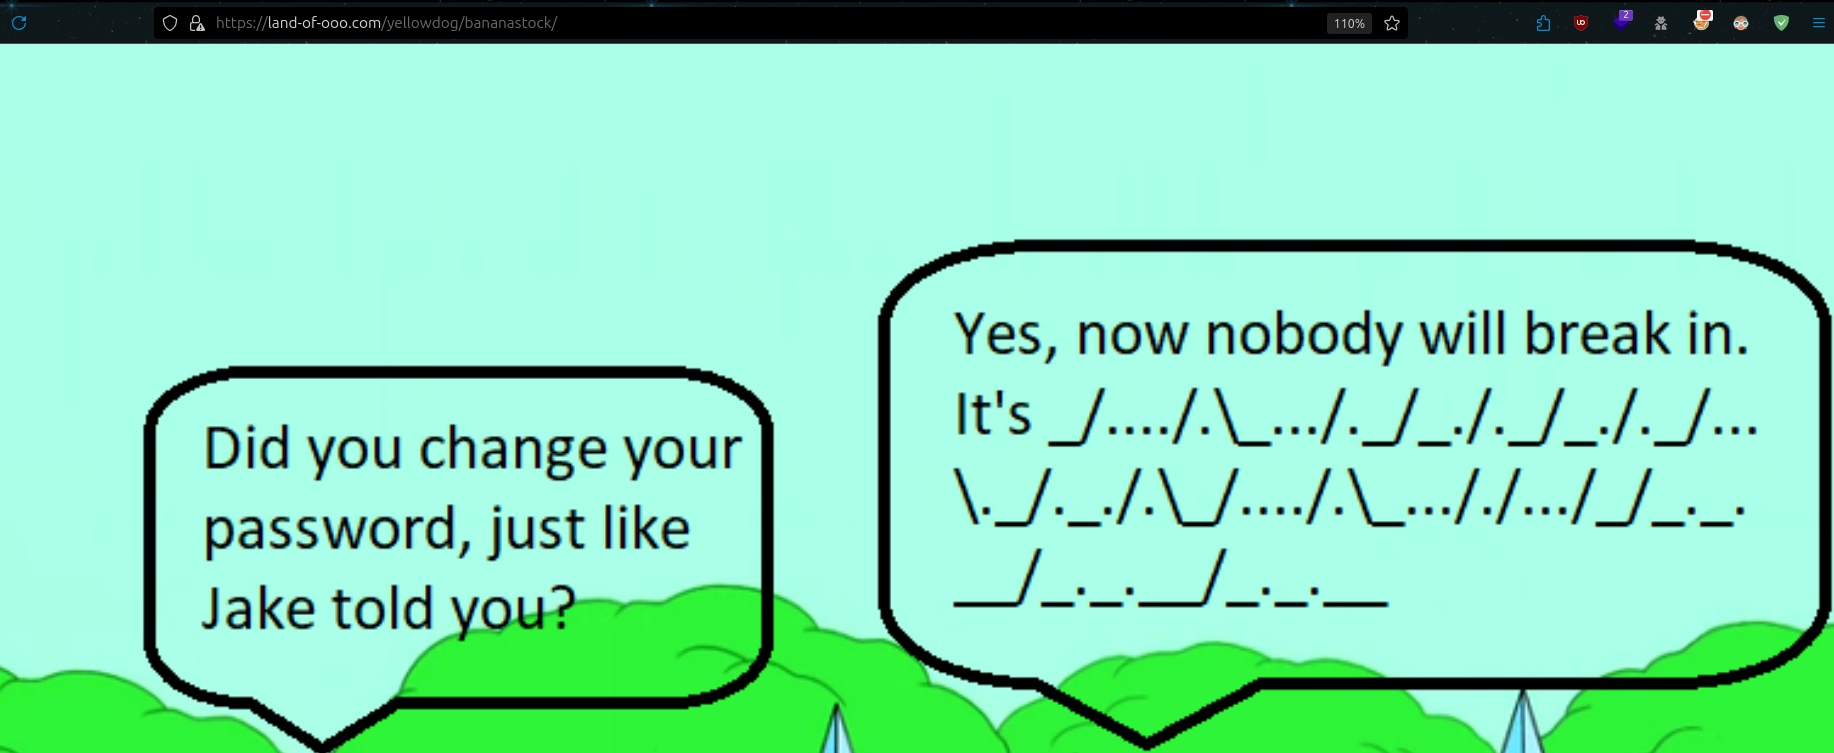 https://land-of-ooo.com/yellowdog/bananastock/
110%
2
Did you change your
password, just like
Jake told you?
Yes, now nobody will break in.
It's _/..../.\_.../._/_./._/_./._/...
\._/._./.\_/..../.\_..././.../_/_._.
__/_._.__/_._.__